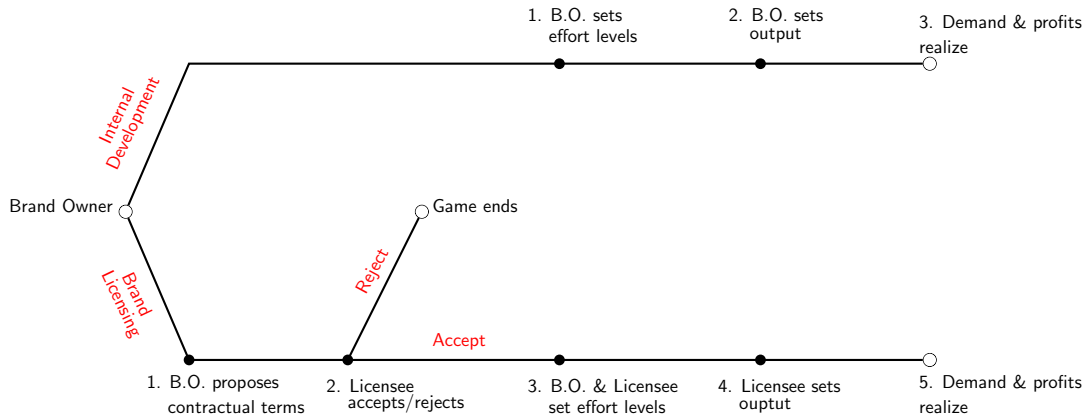 1. B.O. sets
effort levels
2. B.O. sets
output
3. Demand & profits
realize
Internal
Development
Brand Owner
Game ends
Brand
Licensing
Reject
Accept
1. B.O. proposes
contractual terms
2. Licensee
accepts/rejects
3. B.O. & Licensee
set effort levels
4. Licensee sets
ouptut
5. Demand & profits
realize